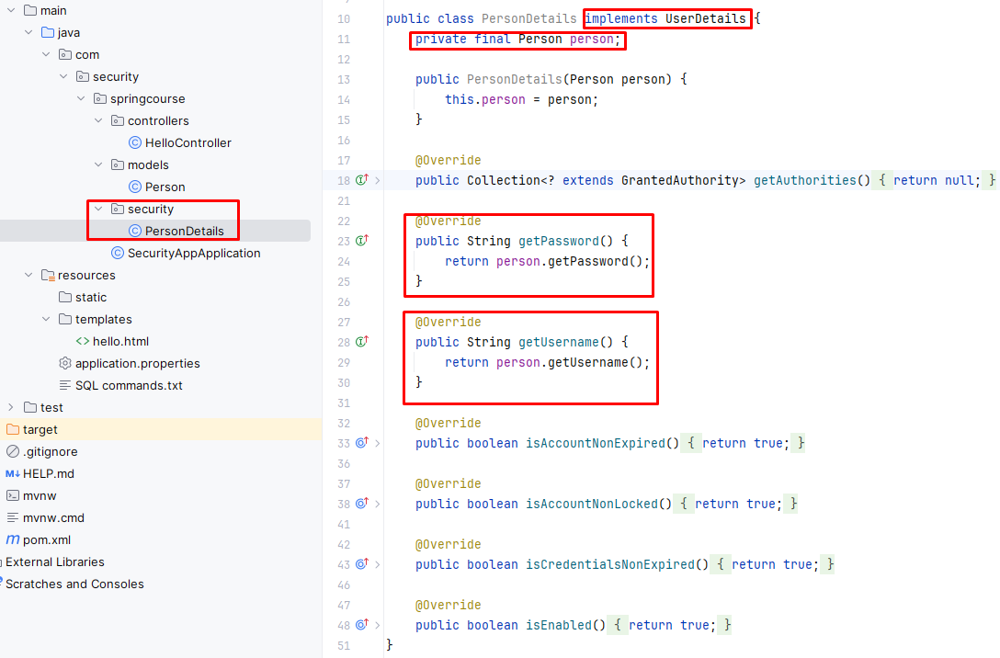 main
java
com
security
springcourse
controllers
HelloController
models
Person
security
PersonDetails
SecurityAppApplication
resources
static
templates
<> hello.html
application.properties
SQL commands.txt
test
target
.gitignore
M↓ HELP.md
mvnw
mvnw.cmd
m pom.xml
External Libraries
Scratches and Consoles
10 public class PersonDetails implements UserDetails {
11 private final Person person;
12
13 public PersonDetails(Person person) {
14 this.person = person;
15 }
16
17 @Override
18 public Collection<? extends GrantedAuthority> getAuthorities() { return null; }
21
22 @Override
23 public String getPassword() {
24 return person.getPassword();
25 }
26
27 @Override
28 public String getUsername() {
29 return person.getUsername();
30 }
31
32 @Override
33 public boolean isAccountNonExpired() { return true; }
36
37 @Override
38 public boolean isAccountNonLocked() { return true; }
41
42 @Override
43 public boolean isCredentialsNonExpired() { return true; }
46
47 @Override
48 public boolean isEnabled() { return true; }
51 }